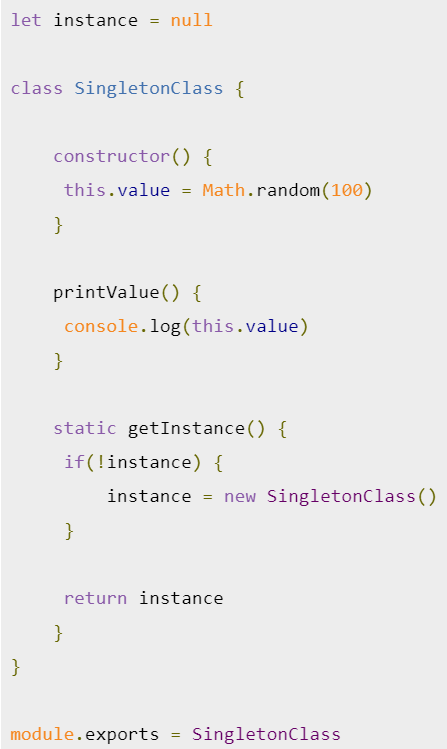 let instance = null
class SingletonClass {
constructor() {
this.value = Math.random(100)
}
printValue() {
console.log(this.value)
}
static getInstance() {
if(!instance) {
instance = new SingletonClass()
}
return instance
}
}
module.exports = SingletonClass